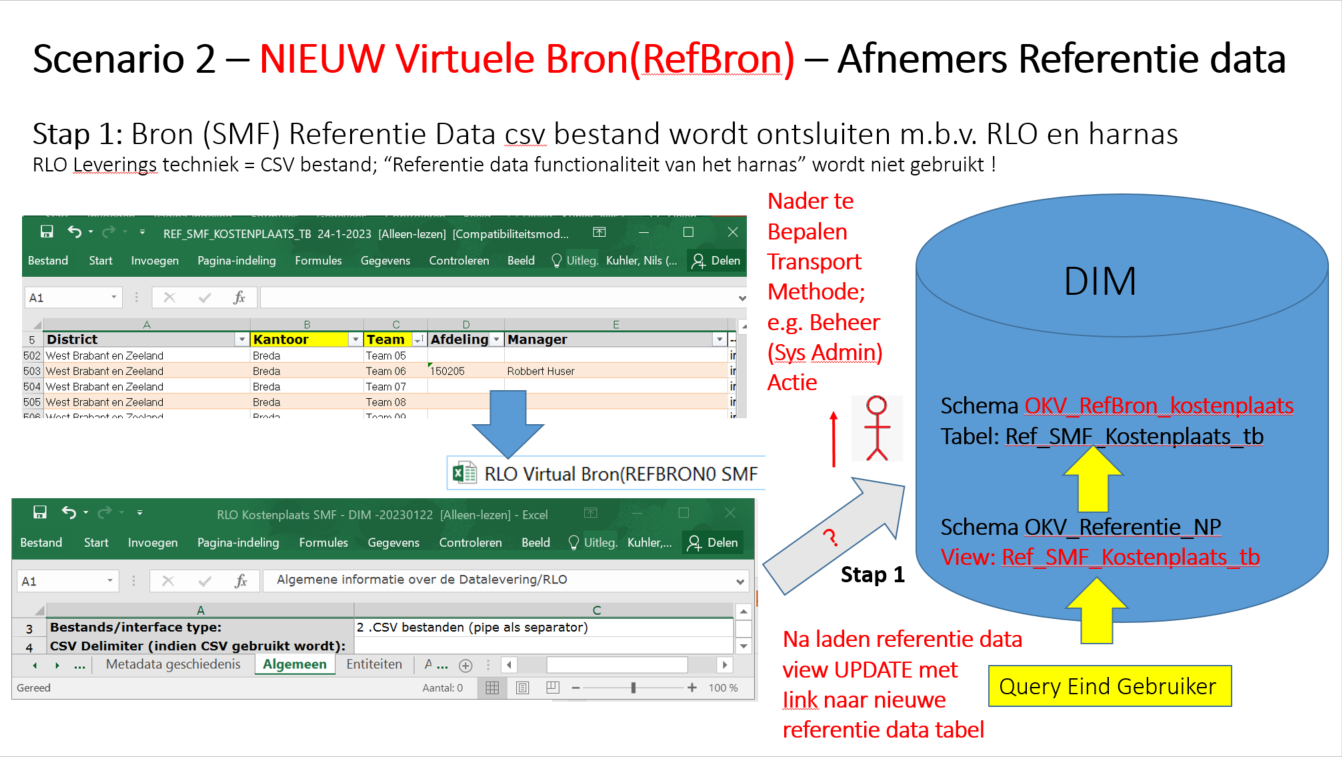 Scenario 2 – NIEUW Virtuele Bron(RefBron) – Afnemers Referentie data
Stap 1: Bron (SMF) Referentie Data csv bestand wordt ontsluiten m.b.v. RLO en harnas
RLO Leverings techniek = CSV bestand; “Referentie data functionaliteit van het harnas” wordt niet gebruikt !
REF_SMF_KOSTENPLAATS_TB 24-1-2023 [Alleen-lezen] [Compatibiliteitsmod...
Bestand Start Invoegen Pagina-indeling Formules Gegevens Controleren Beeld Uitleg. Kuhler, Nils (... Delen
A1 fx
A B C D E
5 District Kantoor Team Afdeling Manager
502 West Brabant en Zeeland Breda Team 05
503 West Brabant en Zeeland Breda Team 06 150205 Robbert Huser
504 West Brabant en Zeeland Breda Team 07
505 West Brabant en Zeeland Breda Team 08
506 West Brabant en Zeeland Breda Team 09
RLO Virtual Bron(REFBRON0 SMF
RLO Kostenplaats SMF - DIM -20230122 [Alleen-lezen] - Excel
Bestand Start Invoegen Pagina-indeling Formules Gegevens Controleren Beeld Uitleg. Kuhler,... Delen
A1 fx Algemene informatie over de Datalevering/RLO
A C
3 Bestands/interface type: 2 .CSV bestanden (pipe als separator)
4 CSV Delimiter (indien CSV gebruikt wordt):
... Metadata geschiedenis Algemeen Entiteiten A ...
Gereed Aantal: 0 100 %
Nader te
Bepalen
Transport
Methode;
e.g. Beheer
(Sys Admin)
Actie
?
Stap 1
DIM
Schema OKV_RefBron_kostenplaats
Tabel: Ref_SMF_Kostenplaats_tb
Schema OKV_Referentie_NP
View: Ref_SMF_Kostenplaats_tb
Na laden referentie data
view UPDATE met
link naar nieuwe
referentie data tabel
Query Eind Gebruiker